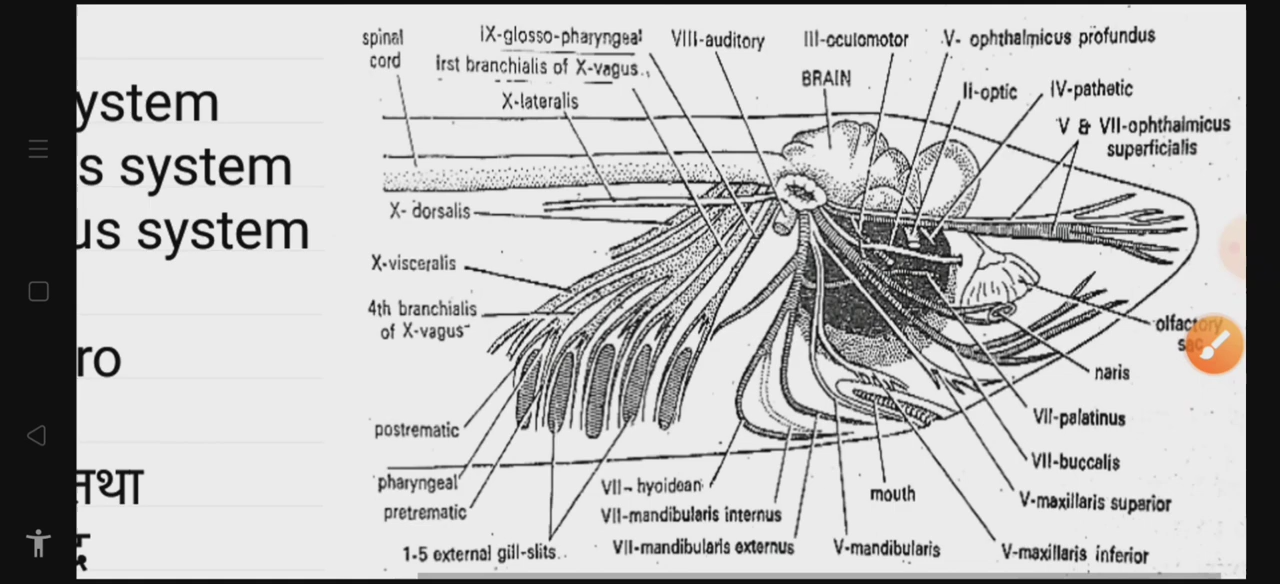 ystem
s system
us system
ro
तथा
spinal
cord
IX-glosso-pharyngeal
irst branchialis of X-vagus
X-lateralis
VIII-auditory
III-oculomotor
V- ophthalmicus profundus
BRAIN
II-optic
IV-pathetic
V & VII-ophthalmicus
superficialis
X- dorsalis
X-visceralis
4th branchialis
of X-vagus
postrematic
pharyngeal
pretrematic
1-5 external gill-slits
VII- hyoidean
VII-mandibularis internus
VII-mandibularis externus
mouth
V-mandibularis
olfactory
naris
VII-palatinus
VII-buccalis
V-maxillaris superior
V-maxillaris inferior